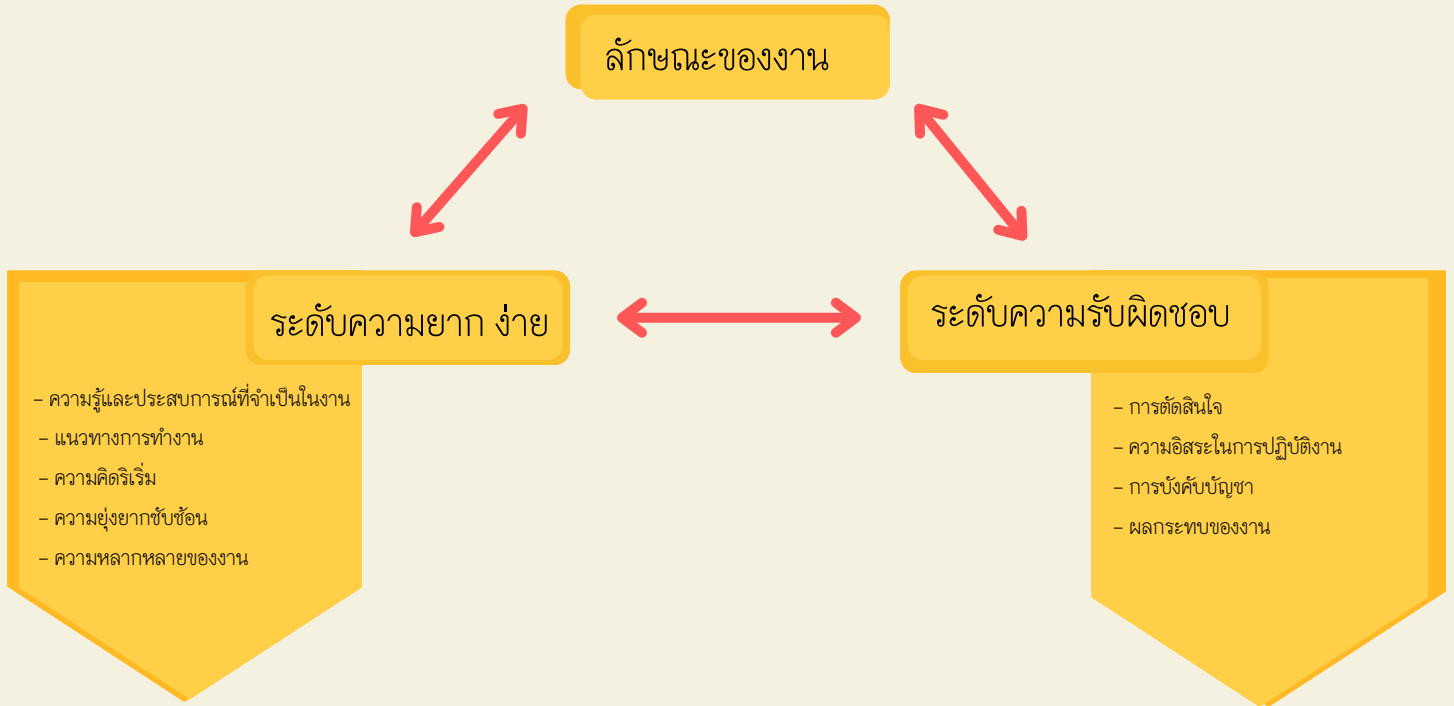 ลักษณะของงาน
ระดับความยาก ง่าย
– ความรู้และประสบการณ์ที่จำเป็นในงาน
– แนวทางการทำงาน
– ความคิดริเริ่ม
– ความยุ่งยากซับซ้อน
– ความหลากหลายของงาน
ระดับความรับผิดชอบ
– การตัดสินใจ
– ความอิสระในการปฏิบัติงาน
– การบังคับบัญชา
– ผลกระทบของงาน